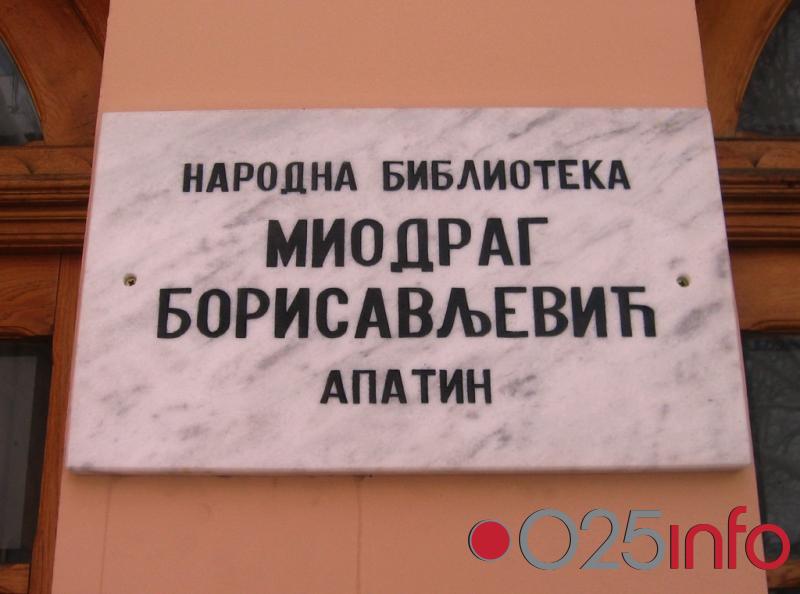 НАРОДНА БИБЛИОТЕКА
МИОДРАГ
БОРИСАВЉЕВИЋ
АПАТИН
025info